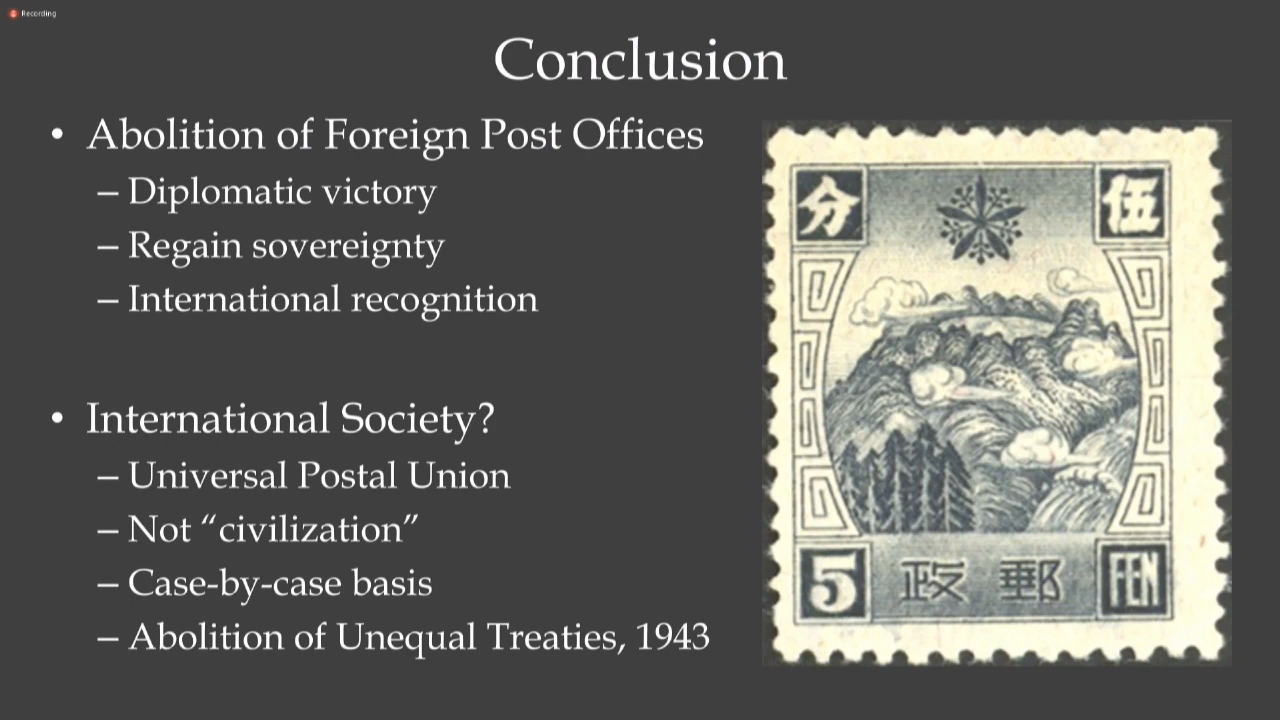 Recording
Conclusion
• Abolition of Foreign Post Offices
– Diplomatic victory
– Regain sovereignty
– International recognition
• International Society?
– Universal Postal Union
– Not “civilization”
– Case-by-case basis
– Abolition of Unequal Treaties, 1943
分 伍
5 政郵 FEN